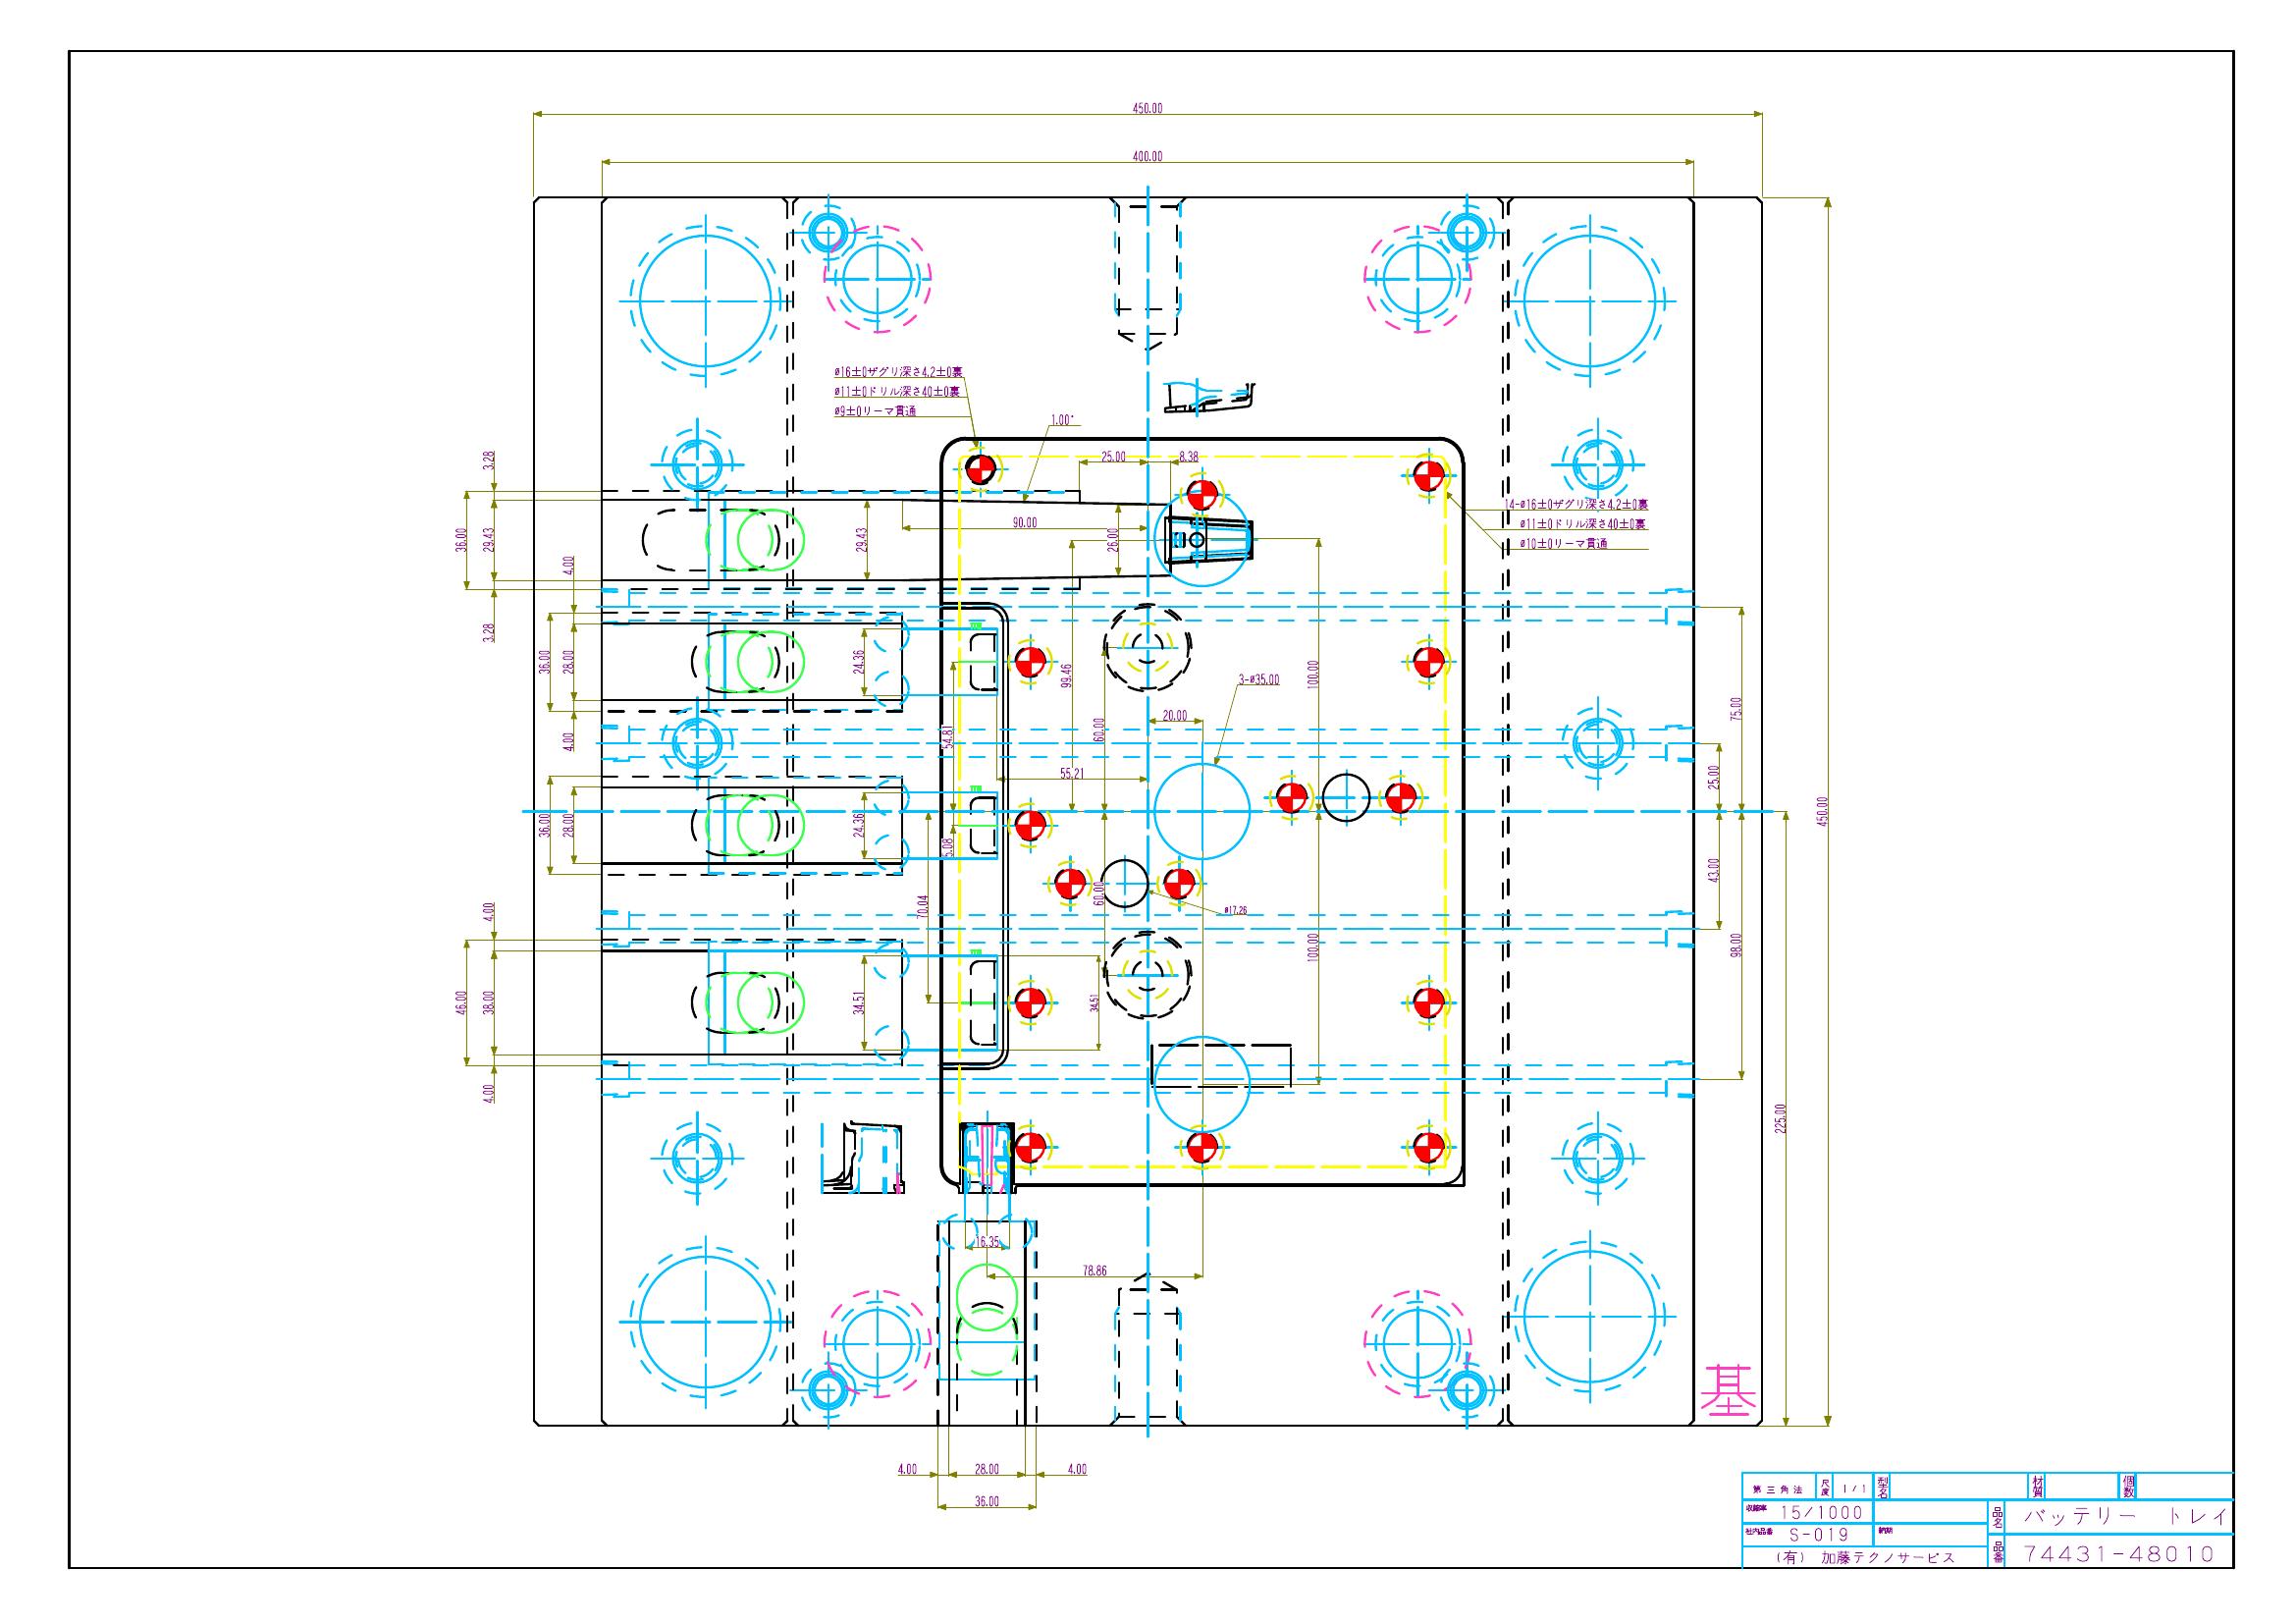 450.00
400.00
ø16±0ザグリ深さ4.2±0裏
ø11±0ドリル深さ40±0裏
ø9±0リーマ貫通
1.00°
25.00
8.38
3.28
36.00
29.43
29.43
90.00
26.00
14-ø16±0ザグリ深さ4.2±0裏
ø11±0ドリル深さ40±0裏
ø10±0リーマ貫通
4.00
3.28
36.00
28.00
24.36
99.46
100.00
3-ø35.00
4.00
54.81
60.00
20.00
75.00
55.21
25.00
36.00
28.00
24.36
5.08
450.00
43.00
4.00
70.04
60.00
ø17.26
100.00
98.00
46.00
38.00
34.51
34.51
4.00
225.00
16.35
78.86
基
4.00
28.00
4.00
36.00
第三角法
尺度
1/1
型名
材質
個数
収縮率
15/1000
品名
バッテリー トレイ
社内品番
S-019
納期
(有) 加藤テクノサービス
品番
74431-48010